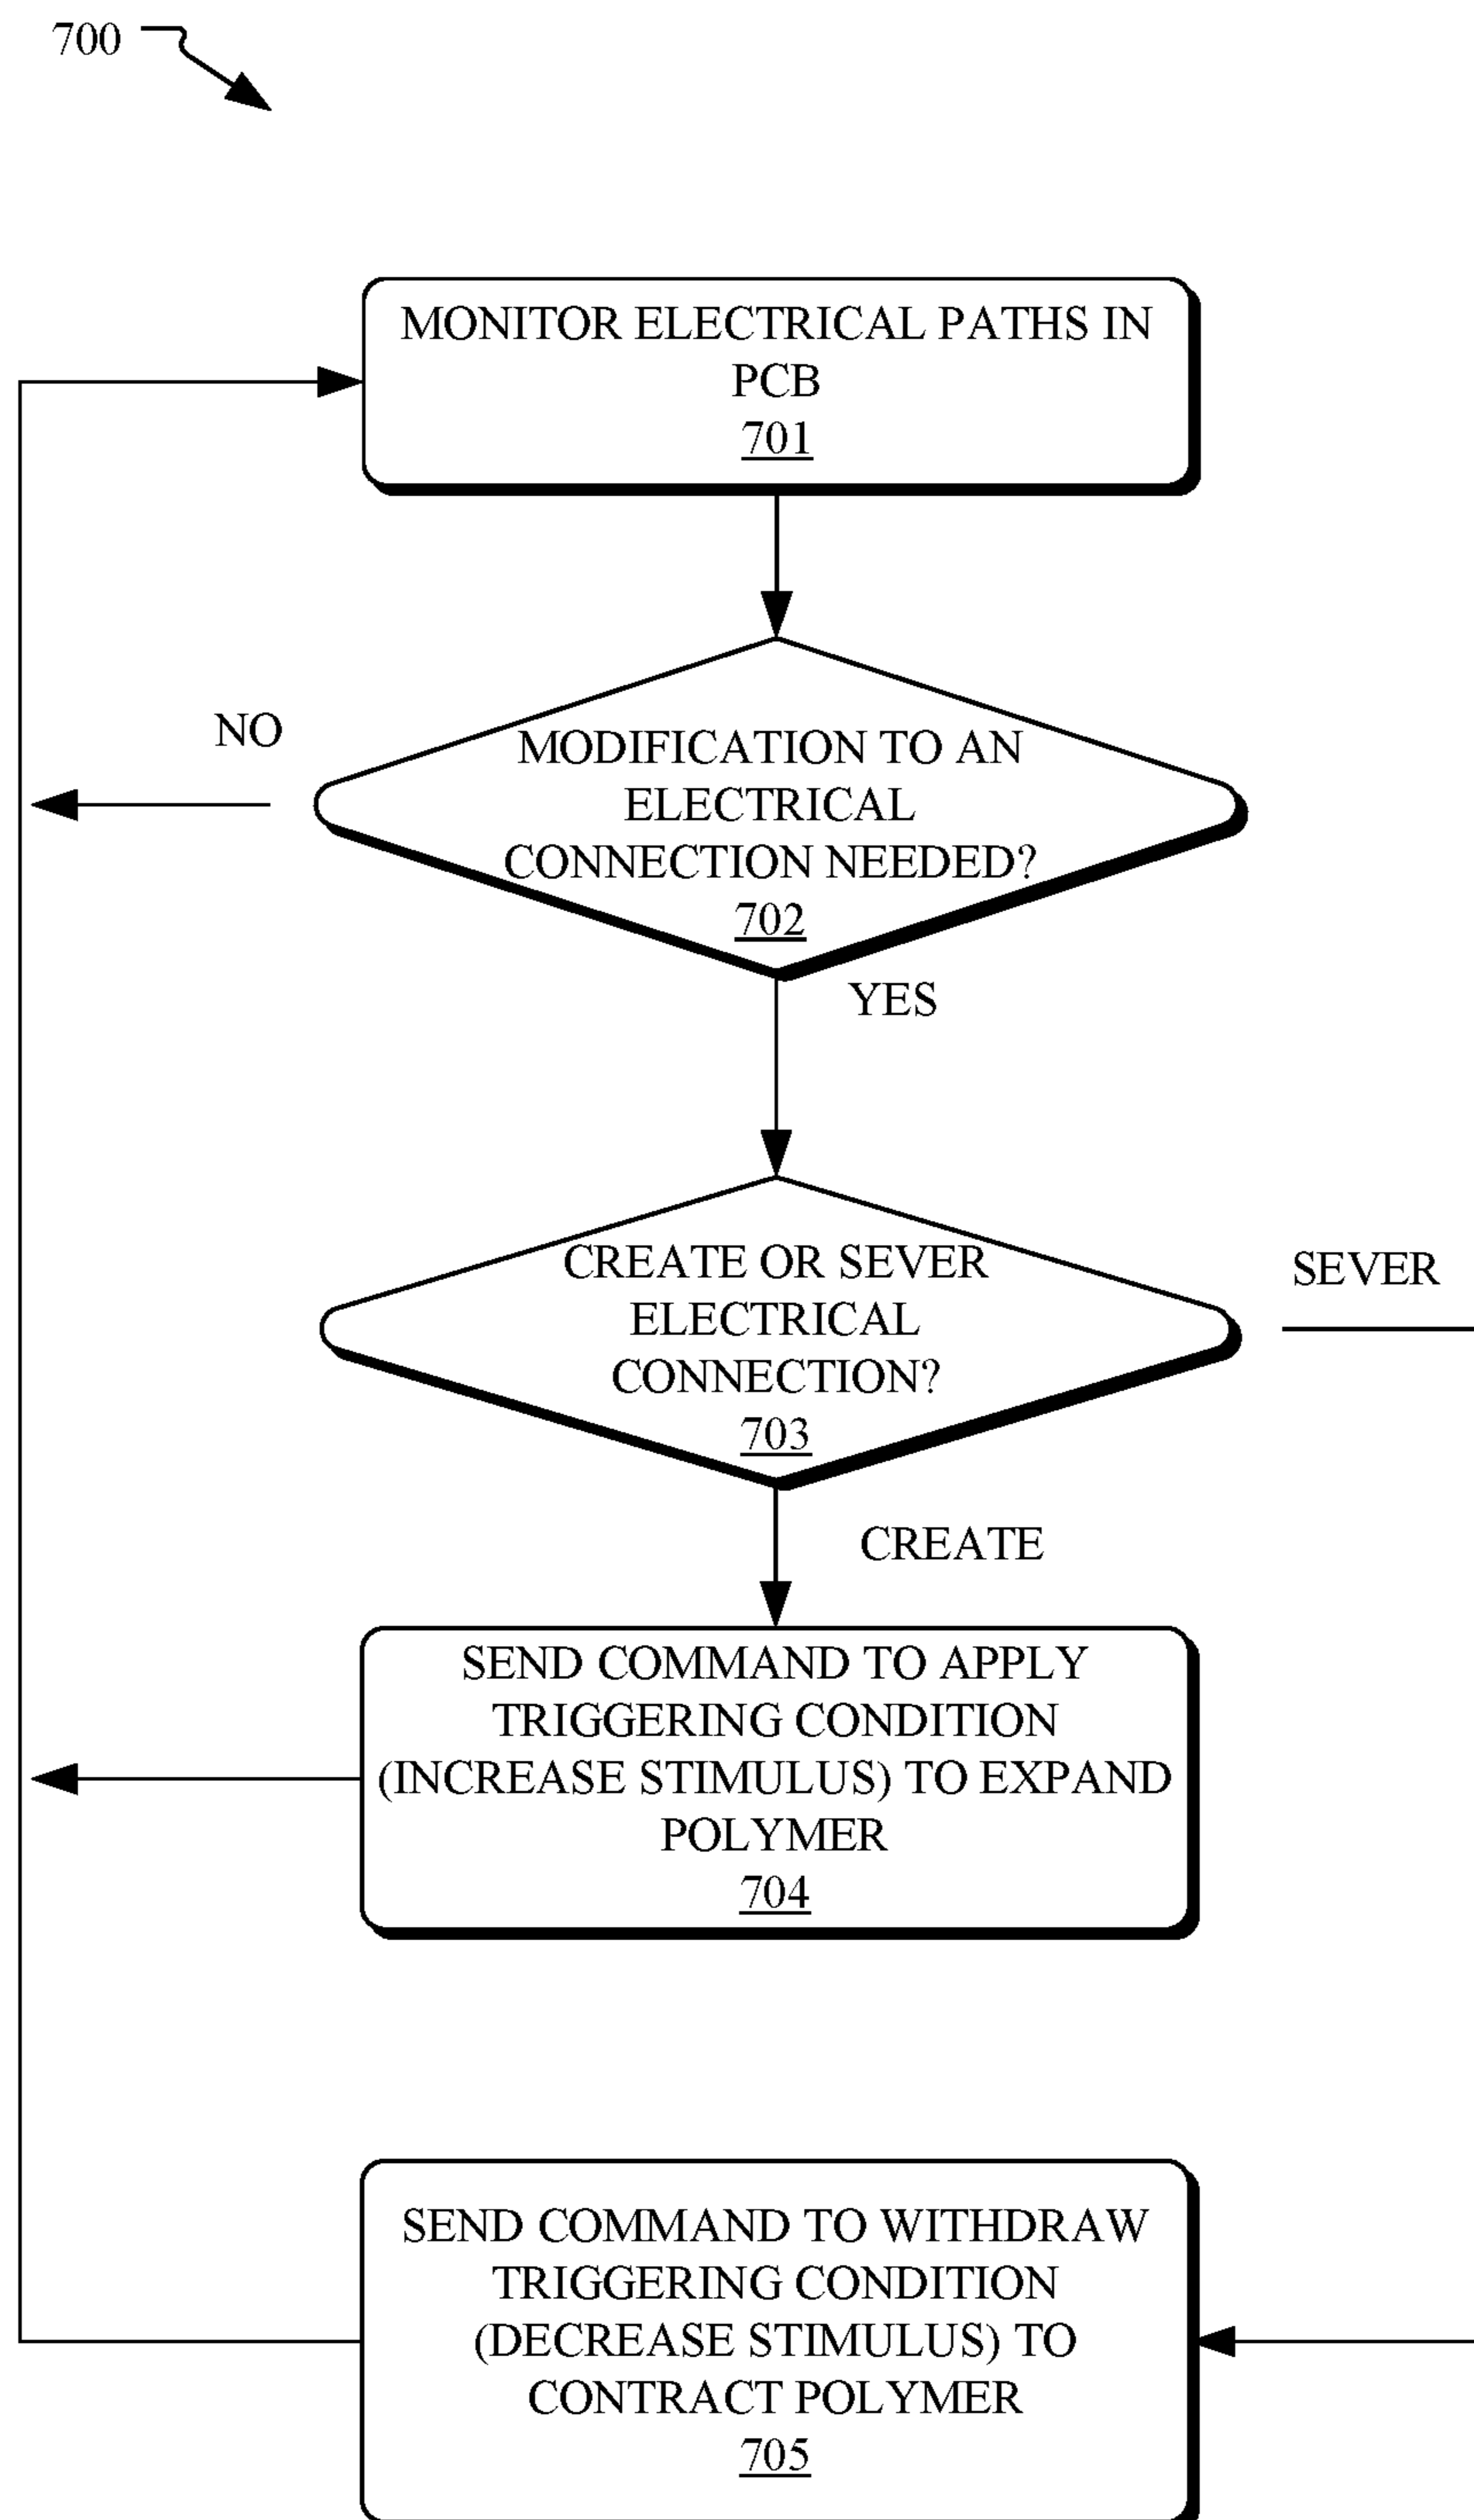 700
MONITOR ELECTRICAL PATHS IN
PCB
701
NO
MODIFICATION TO AN
ELECTRICAL
CONNECTION NEEDED?
702
YES
CREATE OR SEVER
ELECTRICAL
CONNECTION?
703
SEVER
CREATE
SEND COMMAND TO APPLY
TRIGGERING CONDITION
(INCREASE STIMULUS) TO EXPAND
POLYMER
704
SEND COMMAND TO WITHDRAW
TRIGGERING CONDITION
(DECREASE STIMULUS) TO
CONTRACT POLYMER
705